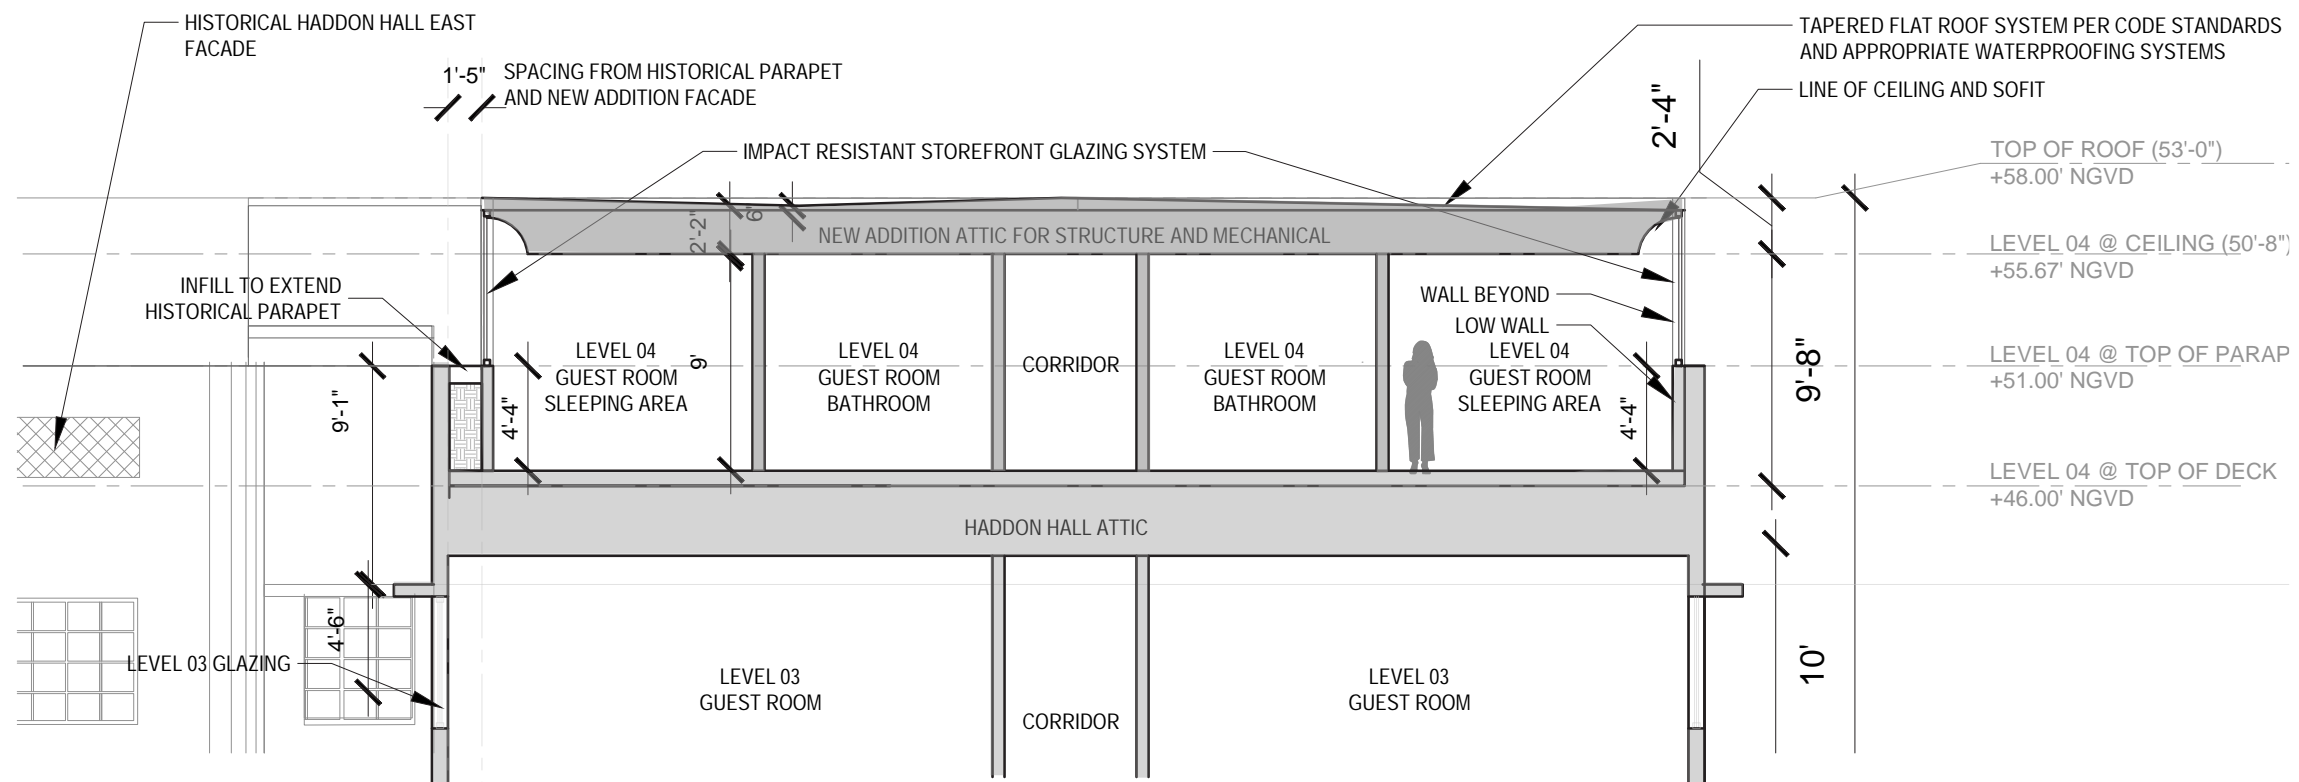 HISTORICAL HADDON HALL EAST
FACADE
1'-5"
SPACING FROM HISTORICAL PARAPET
AND NEW ADDITION FACADE
TAPERED FLAT ROOF SYSTEM PER CODE STANDARDS
AND APPROPRIATE WATERPROOFING SYSTEMS
LINE OF CEILING AND SOFIT
2'-4"
IMPACT RESISTANT STOREFRONT GLAZING SYSTEM
TOP OF ROOF (53'-0")
+58.00' NGVD
2'-2"
NEW ADDITION ATTIC FOR STRUCTURE AND MECHANICAL
LEVEL 04 @ CEILING (50'-8")
+55.67' NGVD
INFILL TO EXTEND
HISTORICAL PARAPET
WALL BEYOND
LOW WALL
LEVEL 04
GUEST ROOM
SLEEPING AREA
9'
LEVEL 04
GUEST ROOM
BATHROOM
CORRIDOR
LEVEL 04
GUEST ROOM
BATHROOM
LEVEL 04
GUEST ROOM
SLEEPING AREA
9'-8"
LEVEL 04 @ TOP OF PARAP
+51.00' NGVD
9'-1"
4'-4"
4'-4"
LEVEL 04 @ TOP OF DECK
+46.00' NGVD
HADDON HALL ATTIC
4'-6"
LEVEL 03 GLAZING
LEVEL 03
GUEST ROOM
CORRIDOR
LEVEL 03
GUEST ROOM
10'